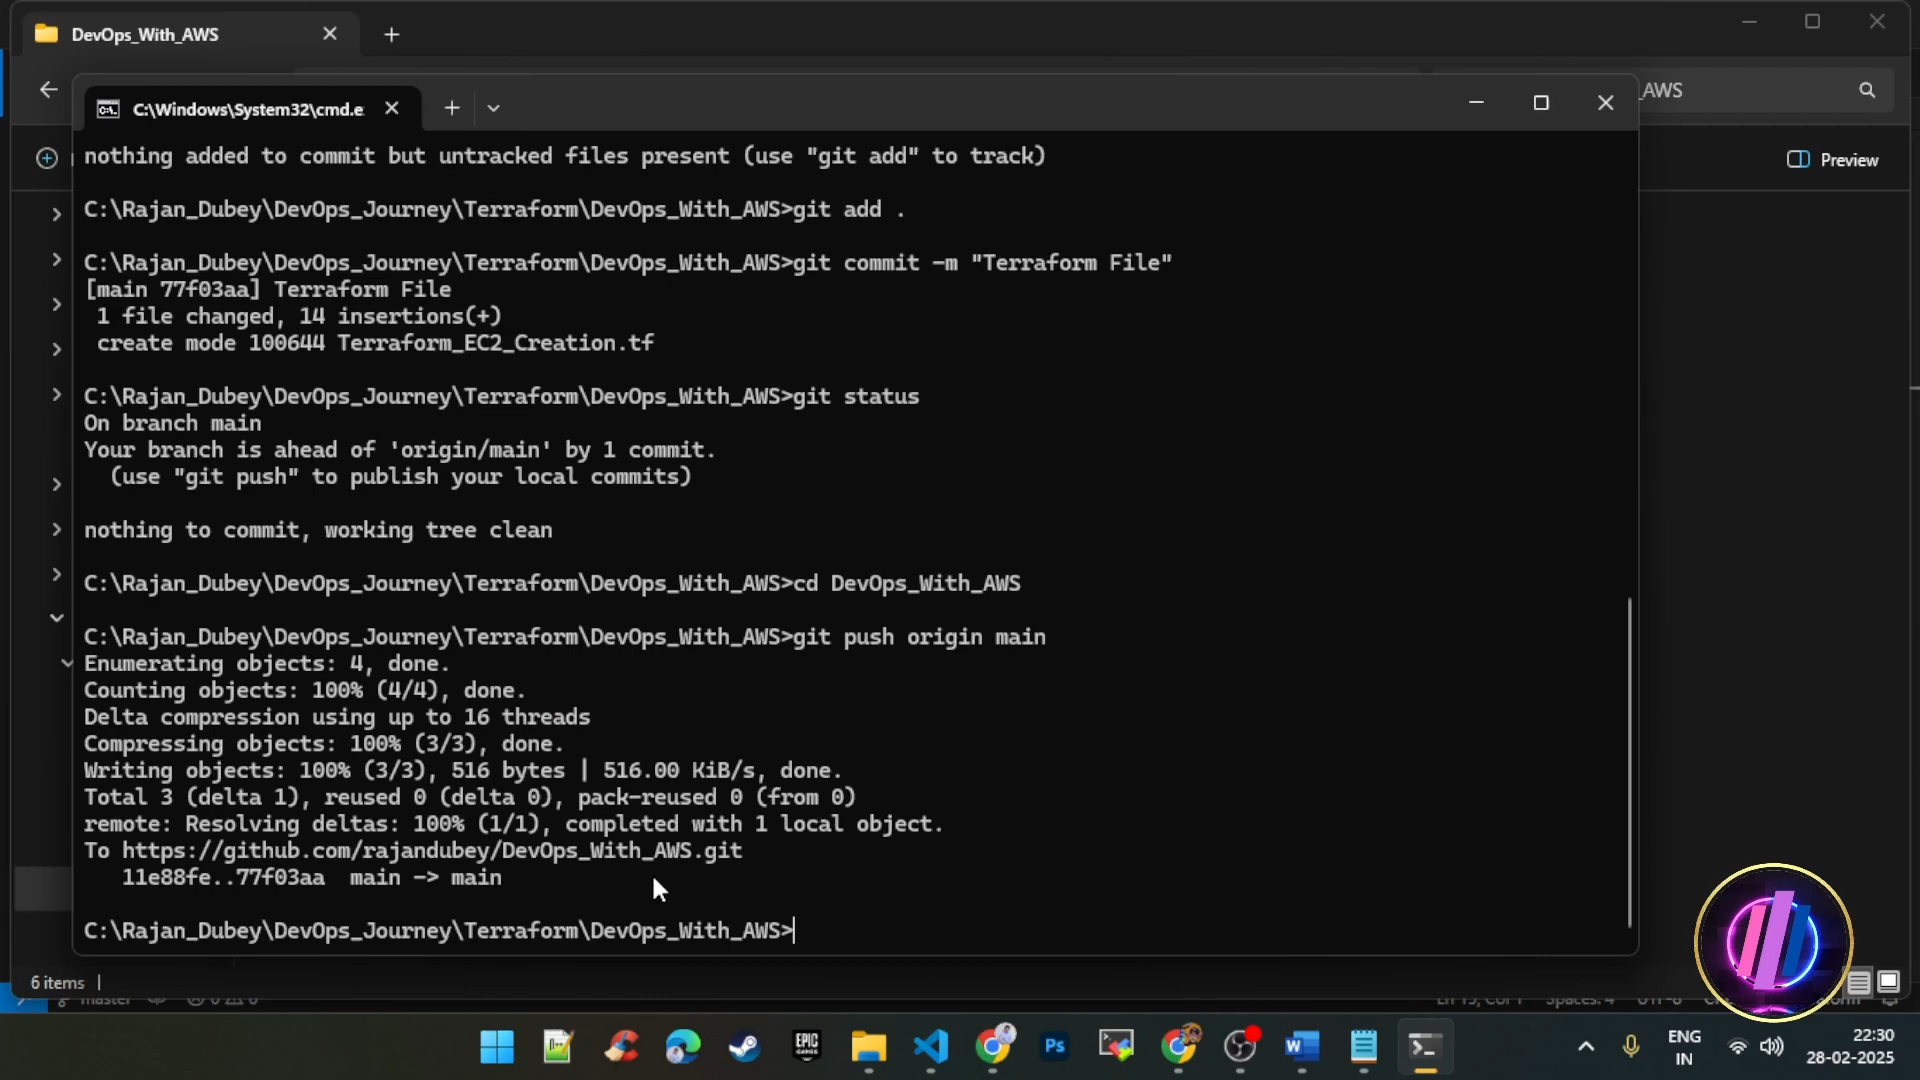 DevOps_With_AWS
C:\Windows\System32\cmd.e
_AWS
nothing added to commit but untracked files present (use "git add" to track)
Preview
C:\Rajan_Dubey\DevOps_Journey\Terraform\DevOps_With_AWS>git add .
C:\Rajan_Dubey\DevOps_Journey\Terraform\DevOps_With_AWS>git commit -m "Terraform File"
[main 77f03aa] Terraform File
1 file changed, 14 insertions(+)
create mode 100644 Terraform_EC2_Creation.tf
C:\Rajan_Dubey\DevOps_Journey\Terraform\DevOps_With_AWS>git status
On branch main
Your branch is ahead of 'origin/main' by 1 commit.
(use "git push" to publish your local commits)
nothing to commit, working tree clean
C:\Rajan_Dubey\DevOps_Journey\Terraform\DevOps_With_AWS>cd DevOps_With_AWS
C:\Rajan_Dubey\DevOps_Journey\Terraform\DevOps_With_AWS>git push origin main
Enumerating objects: 4, done.
Counting objects: 100% (4/4), done.
Delta compression using up to 16 threads
Compressing objects: 100% (3/3), done.
Writing objects: 100% (3/3), 516 bytes | 516.00 KiB/s, done.
Total 3 (delta 1), reused 0 (delta 0), pack-reused 0 (from 0)
remote: Resolving deltas: 100% (1/1), completed with 1 local object.
To https://github.com/rajandubey/DevOps_With_AWS.git
11e88fe..77f03aa main -> main
C:\Rajan_Dubey\DevOps_Journey\Terraform\DevOps_With_AWS>
6 items
master
EPIC GAMES
Ps
W
ENG
IN
22:30
28-02-2025